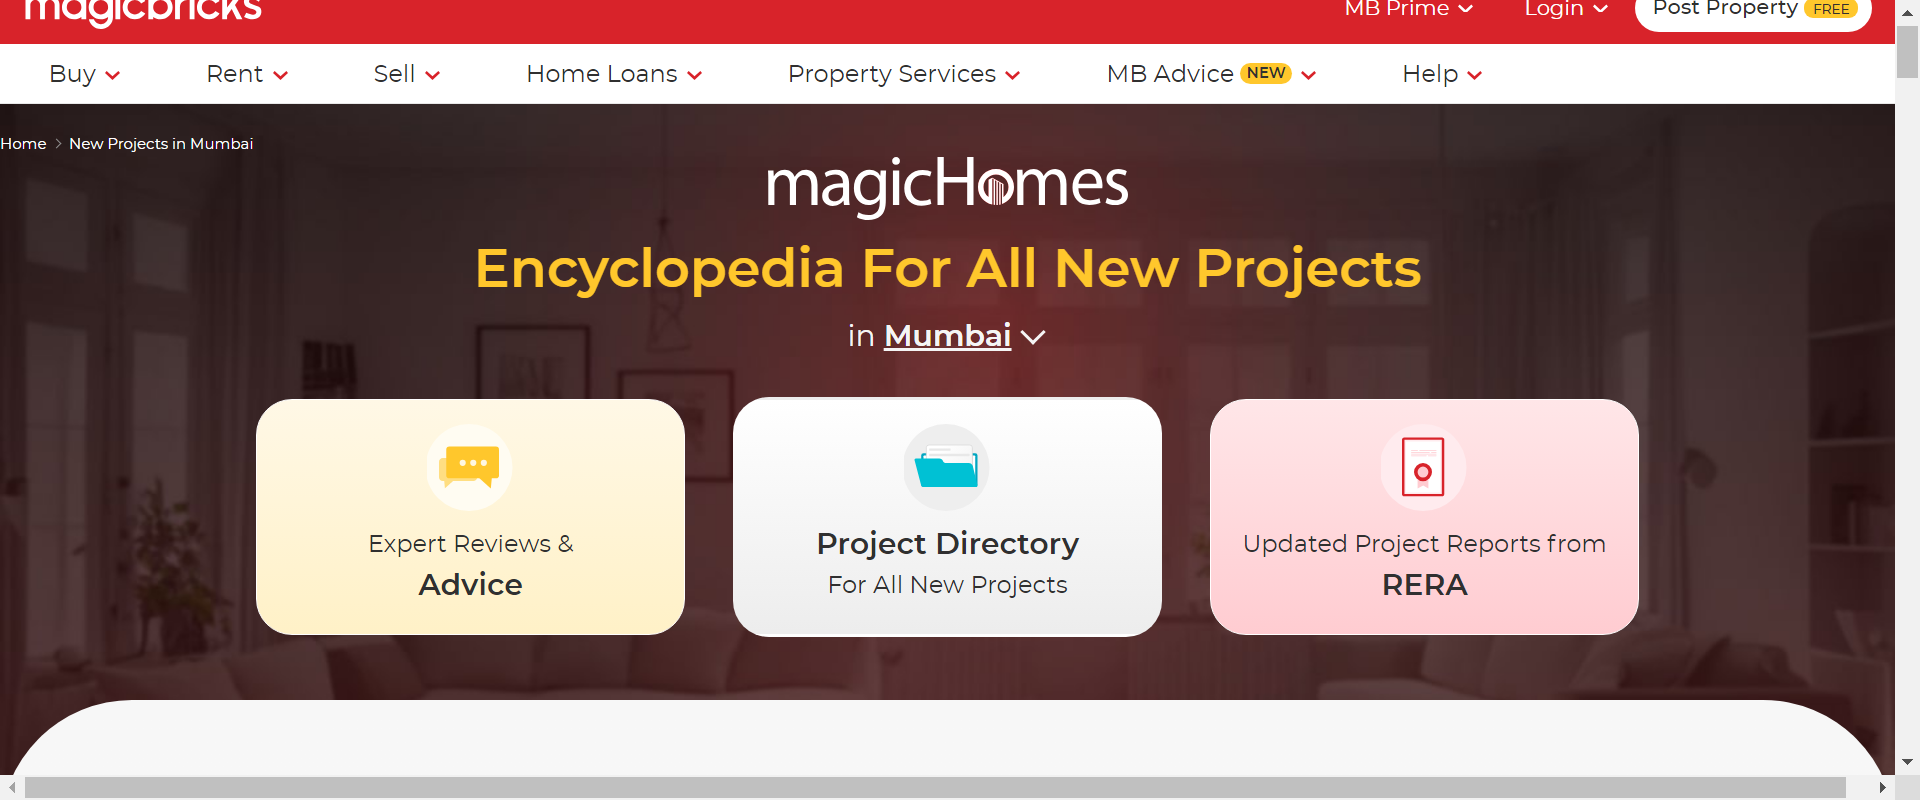 magicbricks
MB Prime
Login
Post Property FREE
Buy
Rent
Sell
Home Loans
Property Services
MB Advice NEW
Help
Home > New Projects in Mumbai
magicHomes
Encyclopedia For All New Projects
in Mumbai
Expert Reviews &
Advice
Project Directory
For All New Projects
Updated Project Reports from
RERA